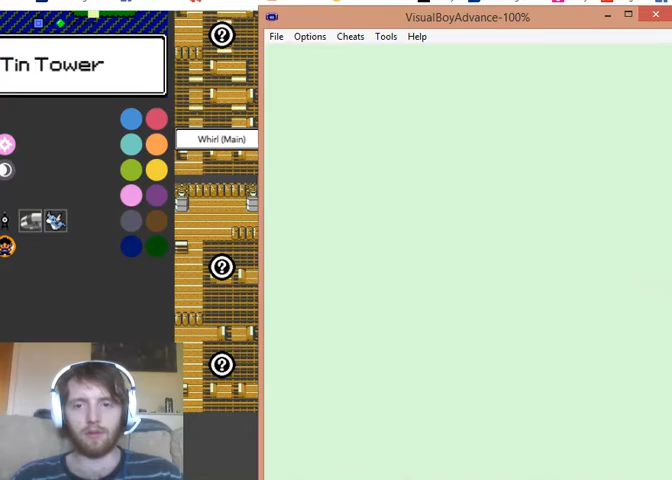 VisualBoyAdvance-100%
File Options Cheats Tools Help
Tin Tower
Whirl (Main)
?
?
?